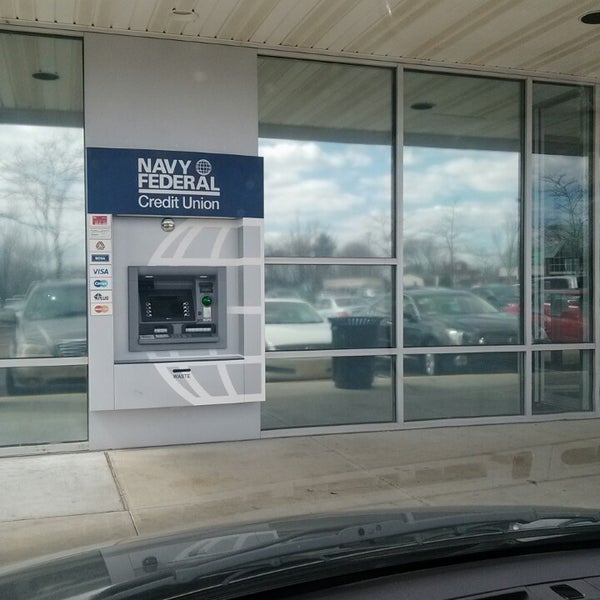 NAVY
FEDERAL
Credit Union
VISA
WASTE